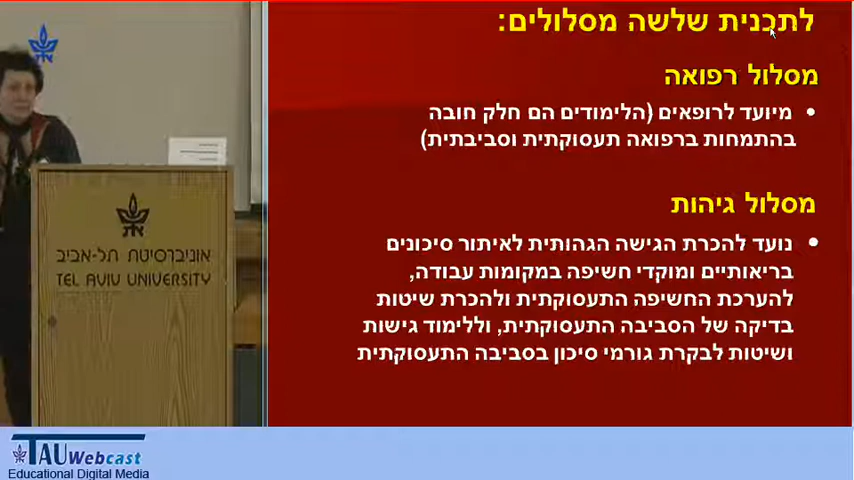 לתכנית שלשה מסלולים:
מסלול רפואה
• מיועד לרופאים (הלימודים הם חלק חובה
בהתמחות ברפואה תעסוקתית וסביבתית)
מסלול גיהות
• נועד להכרת הגישה הגהותית לאיתור סיכונים
בריאותיים ומוקדי חשיפה במקומות עבודה,
להערכת החשיפה התעסוקתית ולהכרת שיטות
בדיקה של הסביבה התעסוקתית, וללימוד גישות
ושיטות לבקרת גורמי סיכון בסביבה התעסוקתית
אוניברסיטת תל-אביב
TEL AVIV UNIVERSITY
TAU Webcast
Educational Digital Media